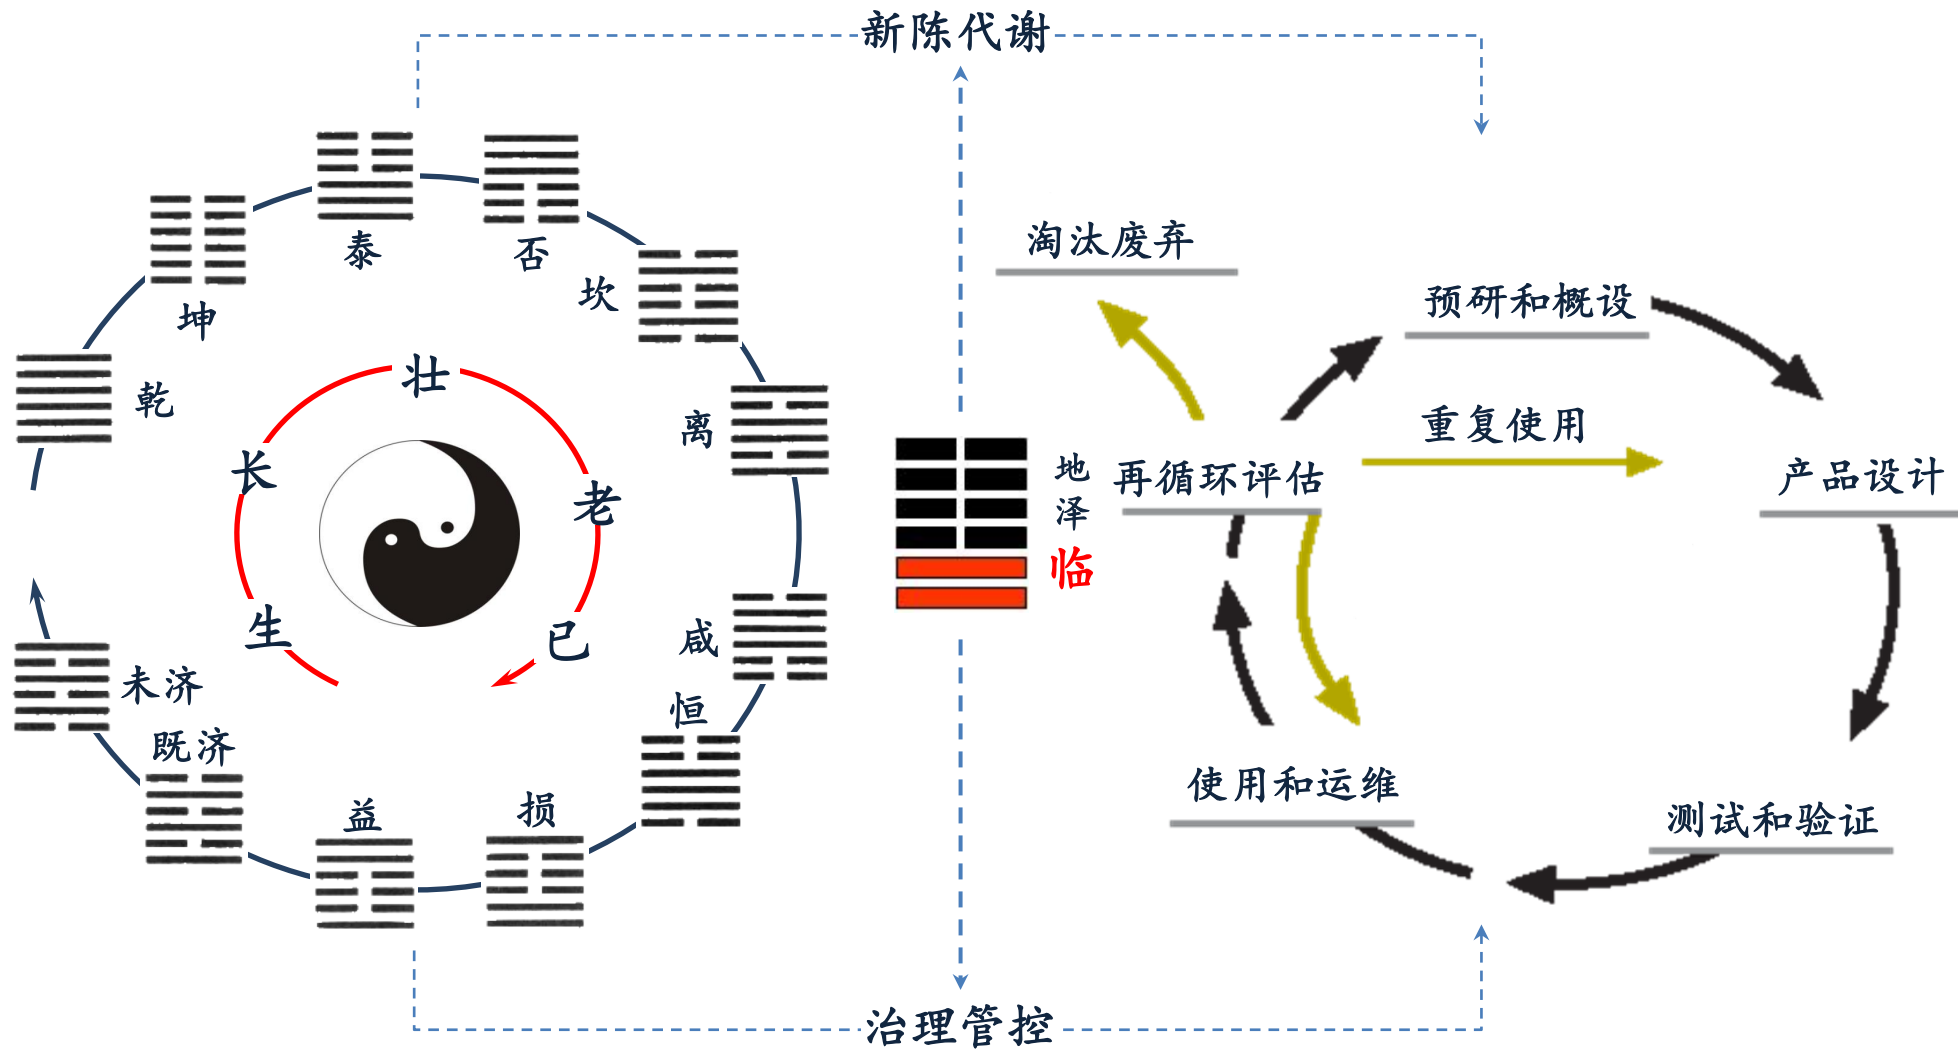 新陈代谢
泰
否
坎
坤
乾
离
壮
长
老
生
已
咸
恒
未济
既济
益
损
地
泽
临
淘汰废弃
预研和概设
重复使用
再循环评估
产品设计
使用和运维
测试和验证
治理管控